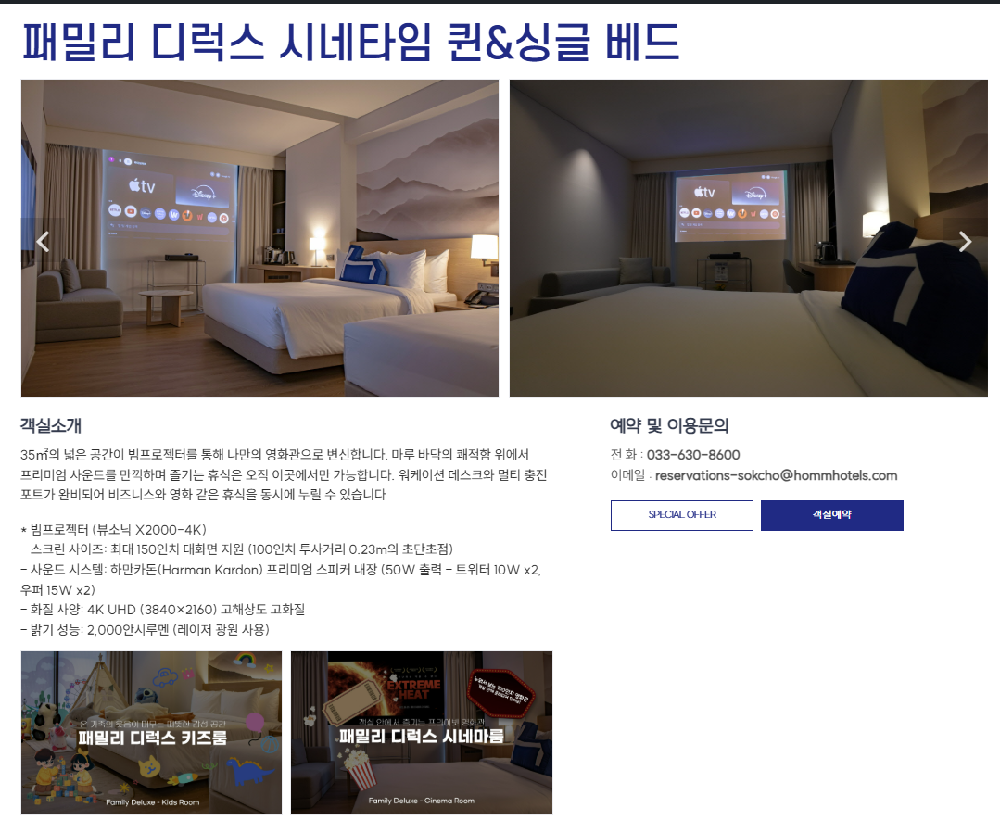 패밀리 디럭스 시네타임 퀸&싱글 베드
tv
Disney+
tv
Disney+
객실소개
35㎡의 넓은 공간이 빔프로젝터를 통해 나만의 영화관으로 변신합니다. 마루 바닥의 쾌적함 위에서
프리미엄 사운드를 만끽하며 즐기는 휴식은 오직 이곳에서만 가능합니다. 워케이션 데스크와 멀티 충전
포트가 완비되어 비즈니스와 영화 같은 휴식을 동시에 누릴 수 있습니다
* 빔프로젝터 (뷰소닉 X2000-4K)
- 스크린 사이즈: 최대 150인치 대화면 지원 (100인치 투사거리 0.23m의 초단초점)
- 사운드 시스템: 하만카돈(Harman Kardon) 프리미엄 스피커 내장 (50W 출력 - 트위터 10W x2,
우퍼 15W x2)
- 화질 사양: 4K UHD (3840×2160) 고해상도 고화질
- 밝기 성능: 2,000안시루멘 (레이저 광원 사용)
예약 및 이용문의
전 화 : 033-630-8600
이메일 : reservations-sokcho@hommhotels.com
SPECIAL OFFER
객실예약
온 가족의 웃음이 머무는 따뜻한 감성 공간
패밀리 디럭스 키즈룸
Family Deluxe - Kids Room
EXTREME
HEAT
객실 안에서 즐기는 프라이빗 영화관
패밀리 디럭스 시네마룸
Family Deluxe - Cinema Room